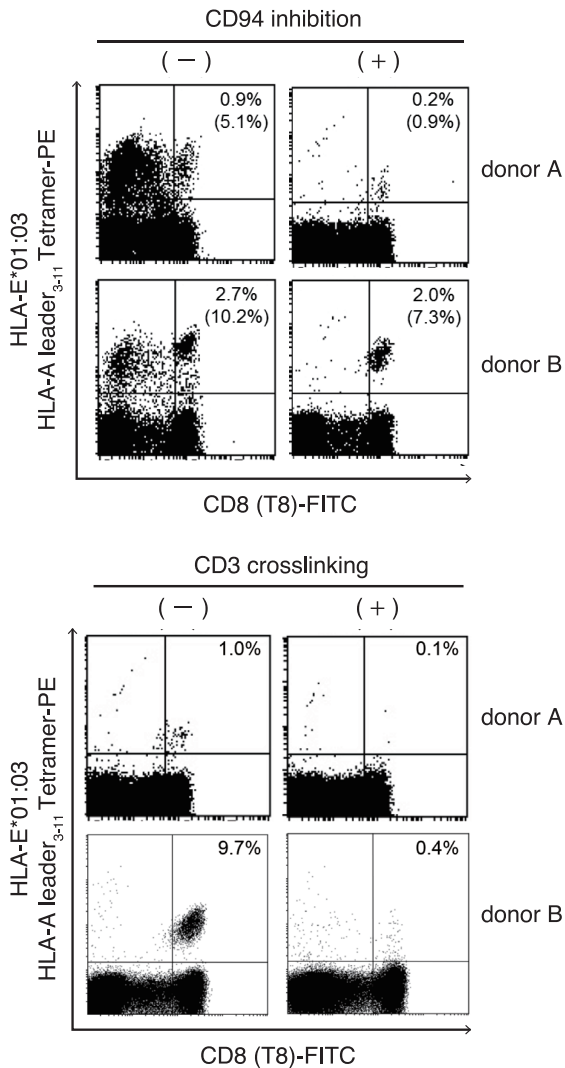 CD94 inhibition
( − ) ( + )
0.9%
(5.1%)
0.2%
(0.9%)
donor A
2.7%
(10.2%)
2.0%
(7.3%)
donor B
HLA-E*01:03
HLA-A leader3-11 Tetramer-PE
CD8 (T8)-FITC
CD3 crosslinking
( − ) ( + )
1.0%
0.1%
donor A
9.7%
0.4%
donor B
HLA-E*01:03
HLA-A leader3-11 Tetramer-PE
CD8 (T8)-FITC